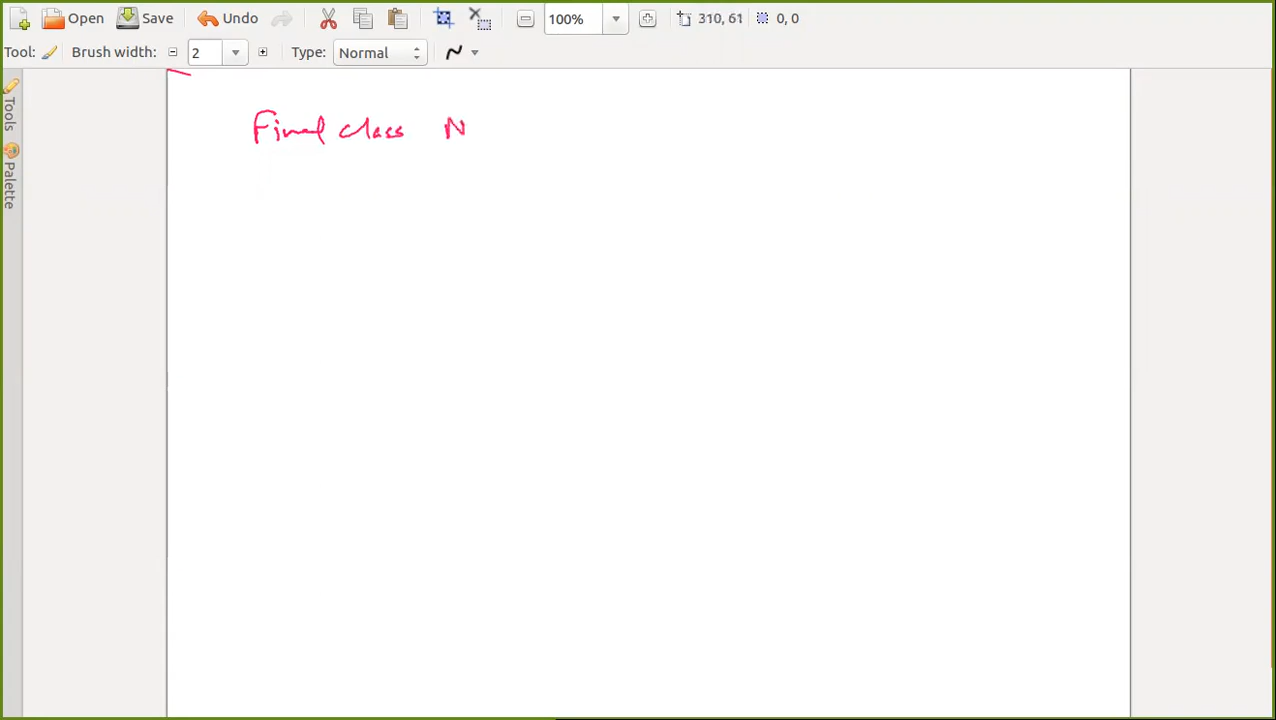 Open Save Undo 100% 310, 61 0, 0
Tool: Brush width: 2 Type: Normal
Tools
Palette
Final class N